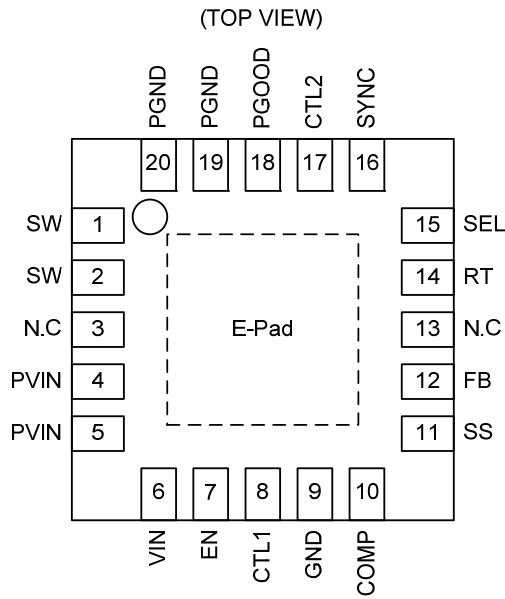 (TOP VIEW)
PGND
PGND
PGOOD
CTL2
SYNC
20
19
18
17
16
SW 1
15 SEL
SW 2
14 RT
N.C 3
13 N.C
E-Pad
PVIN 4
12 FB
PVIN 5
11 SS
6
7
8
9
10
VIN
EN
CTL1
GND
COMP